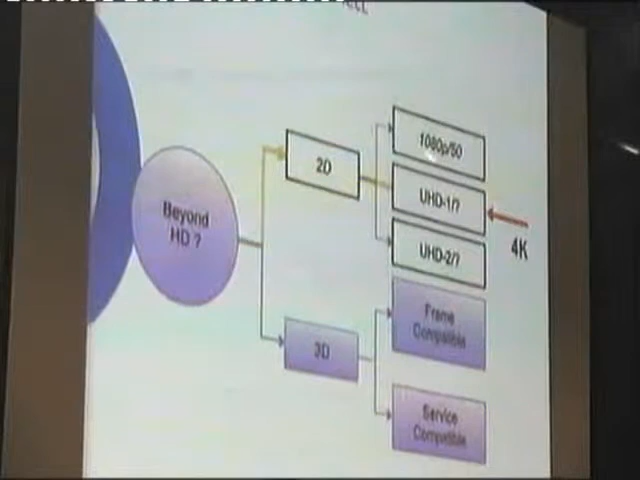 Beyond
HD ?
2D
1080p/50
UHD-1/?
UHD-2/?
4K
3D
Frame
Compatible
Service
Compatible